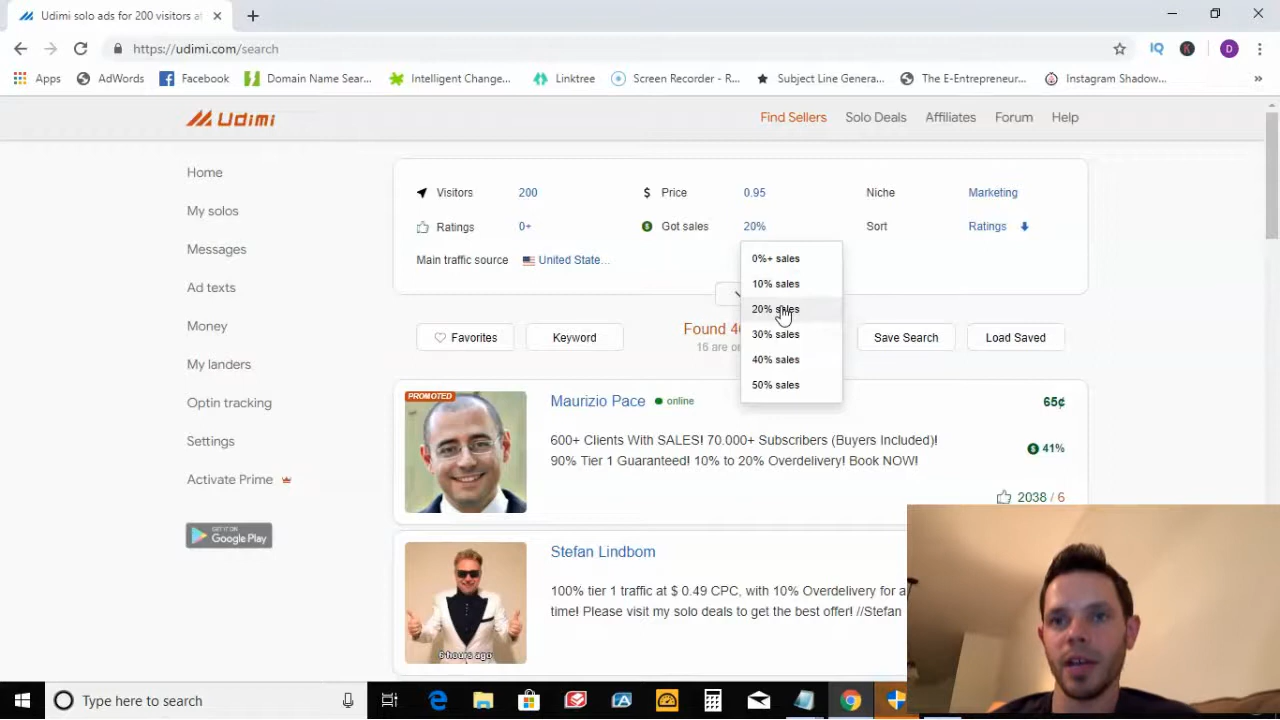 Udimi solo ads for 200 visitors at
https://udimi.com/search
Apps
AdWords
Facebook
Domain Name Sear...
Intelligent Change...
Linktree
Screen Recorder - R...
Subject Line Genera...
The E-Entrepreneur...
Instagram Shadow...
Udimi
Find Sellers
Solo Deals
Affiliates
Forum
Help
Home
My solos
Messages
Ad texts
Money
My landers
Optin tracking
Settings
Activate Prime
GET IT ON
Google Play
Visitors 200
Price 0.95
Niche Marketing
Ratings 0+
Got sales 20%
Sort Ratings
Main traffic source United State...
0%+ sales
10% sales
20% sales
30% sales
40% sales
50% sales
Favorites
Keyword
Found
16 are
Save Search
Load Saved
PROMOTED
Maurizio Pace online
65¢
600+ Clients With SALES! 70.000+ Subscribers (Buyers Included)!
90% Tier 1 Guaranteed! 10% to 20% Overdelivery! Book NOW!
41%
2038 / 6
Stefan Lindbom
100% tier 1 traffic at $ 0.49 CPC, with 10% Overdelivery for a
time! Please visit my solo deals to get the best offer! //Stefan
6 hours ago
Type here to search